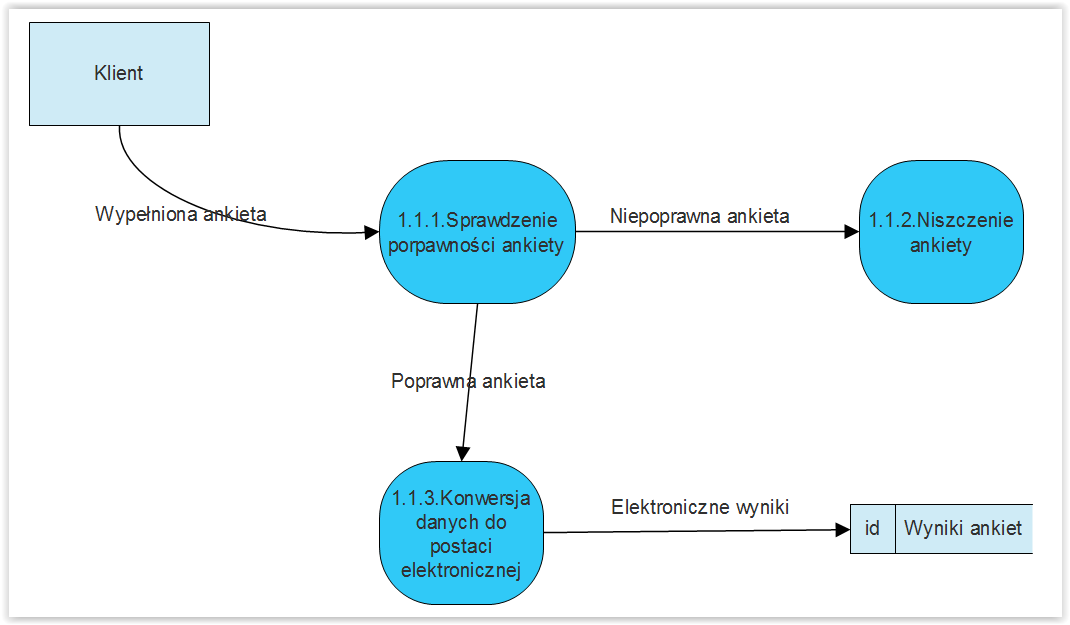 Klient
Wypełniona ankieta
1.1.1.Sprawdzenie
porpawności ankiety
Niepoprawna ankieta
1.1.2.Niszczenie
ankiety
Poprawna ankieta
1.1.3.Konwersja
danych do
postaci
elektronicznej
Elektroniczne wyniki
id
Wyniki ankiet